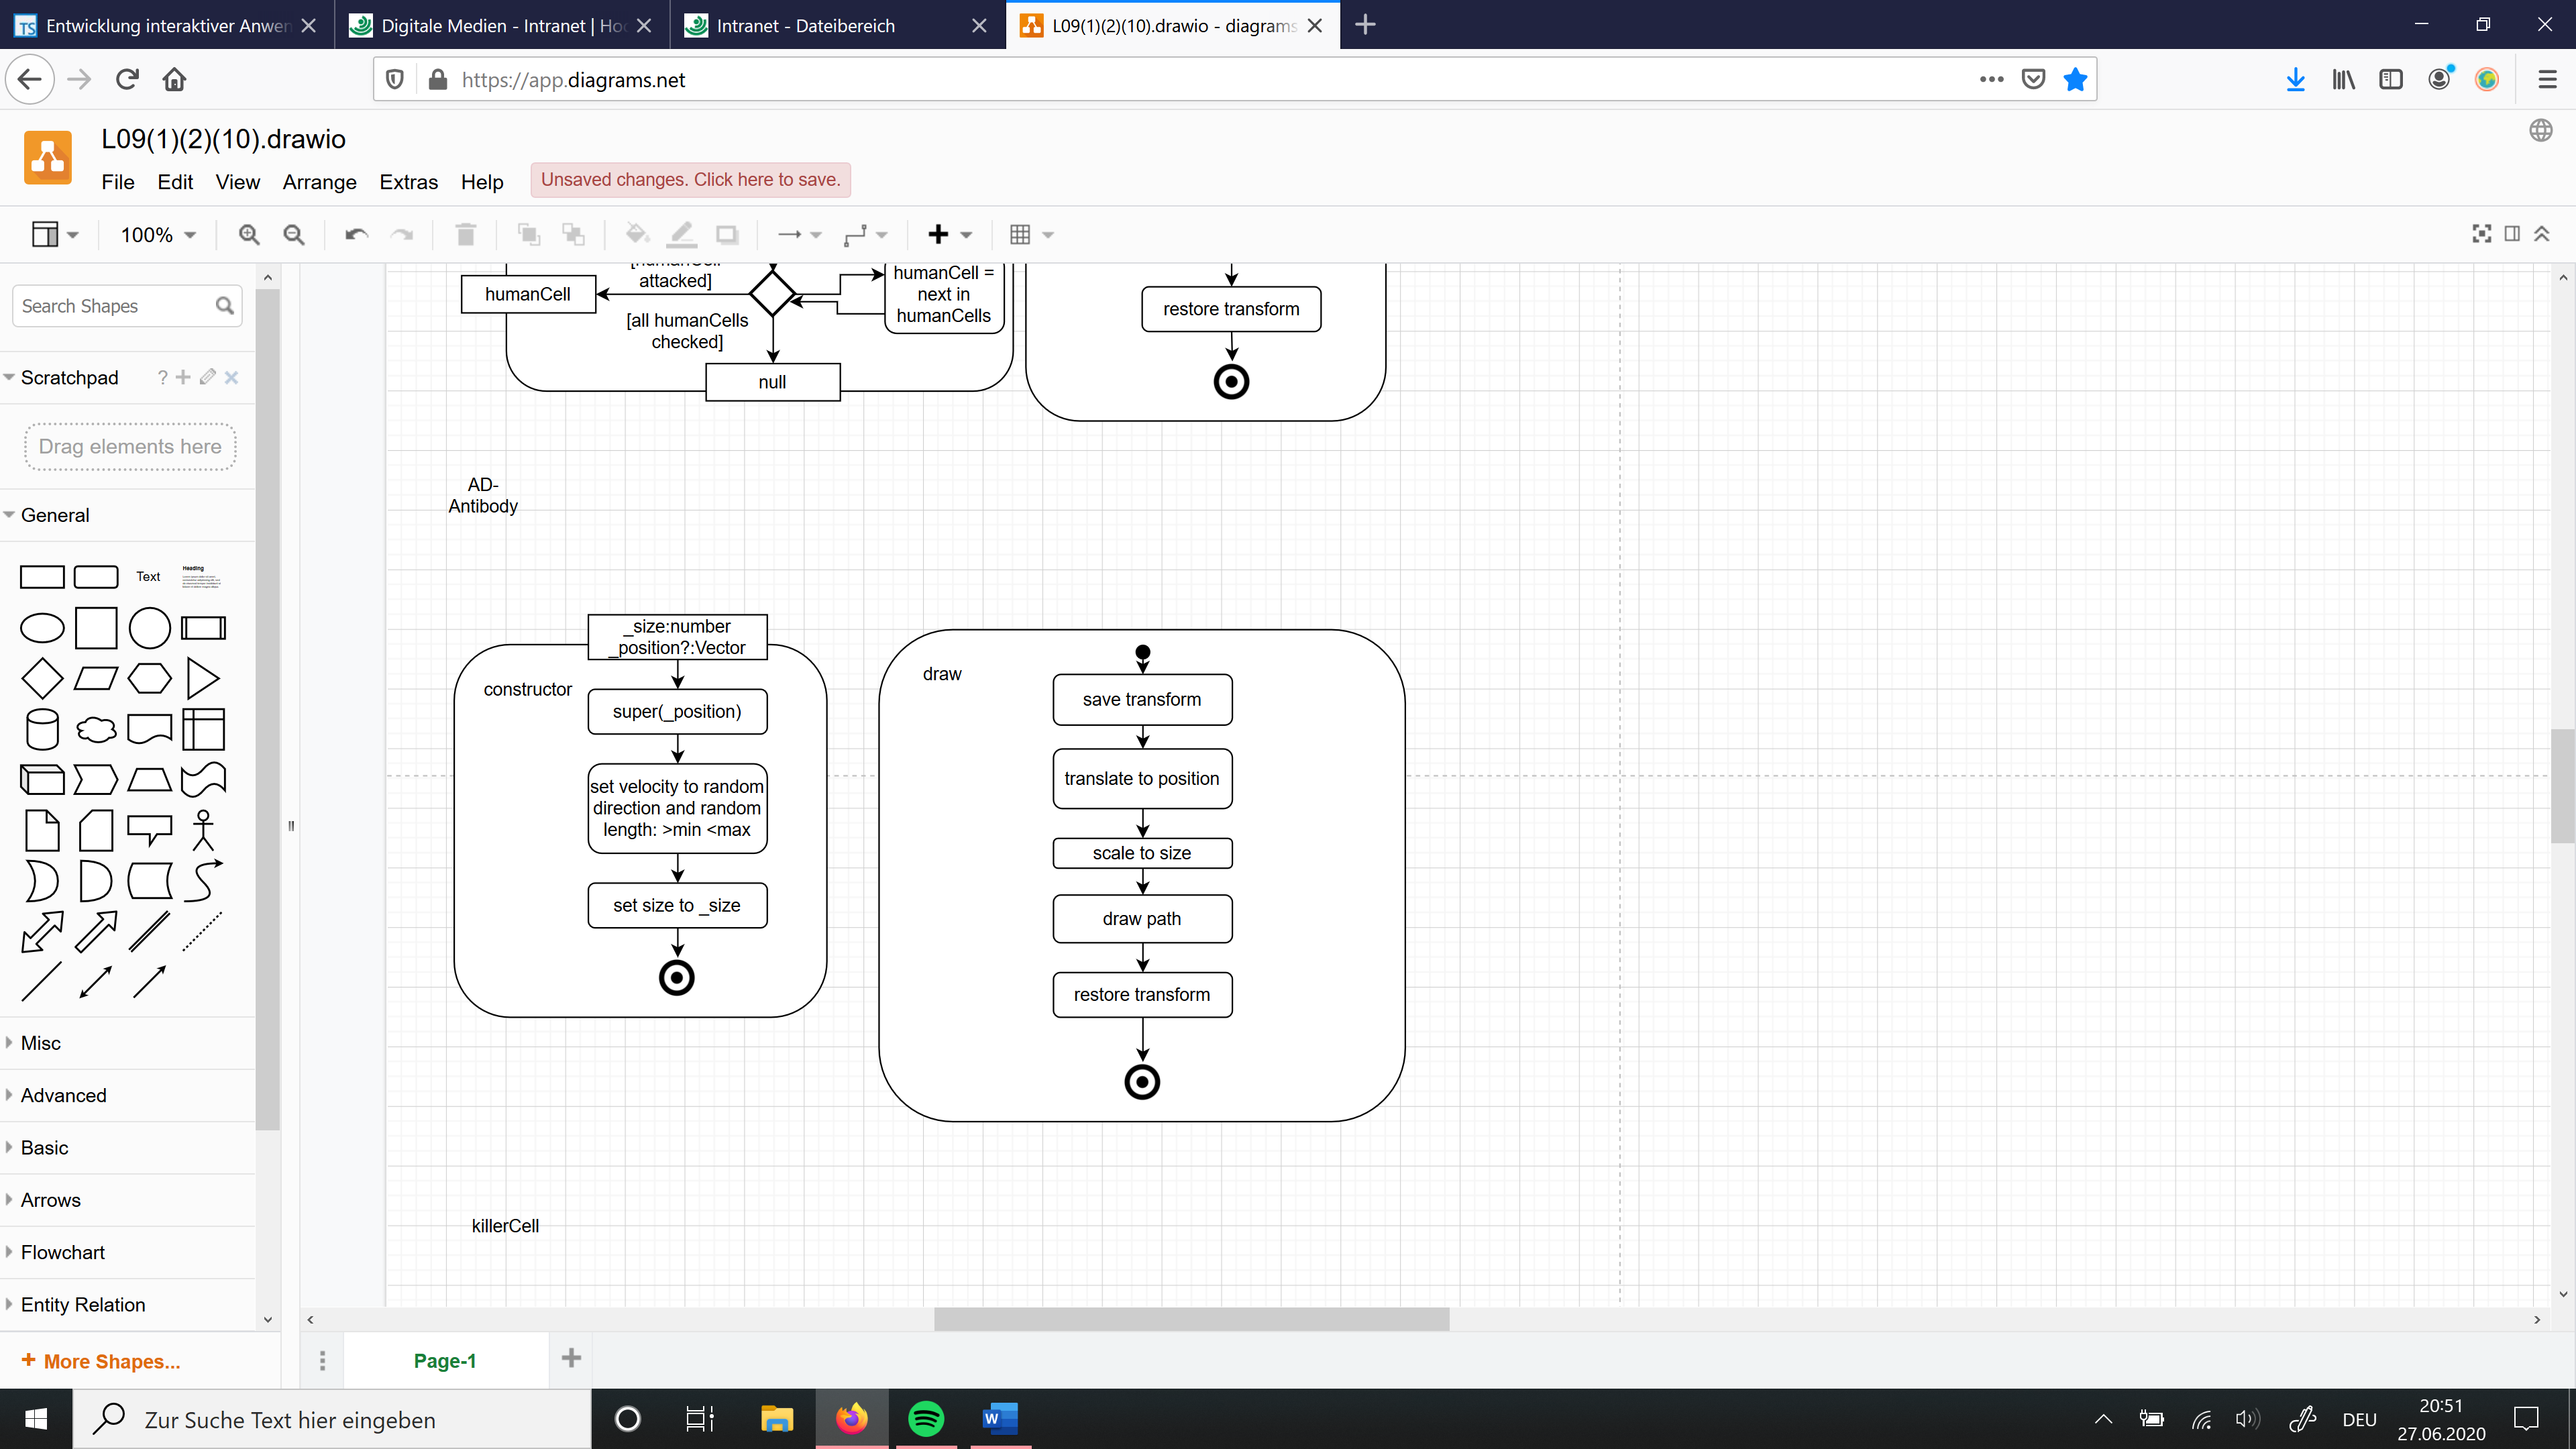 Entwicklung interaktiver Anwen
Digitale Medien - Intranet | Hoc
Intranet - Dateibereich
L09(1)(2)(10).drawio - diagrams
https://app.diagrams.net
L09(1)(2)(10).drawio
File Edit View Arrange Extras Help
Unsaved changes. Click here to save.
100%
Search Shapes
Scratchpad
?
Drag elements here
General
Text
Heading
Misc
Advanced
Basic
Arrows
Flowchart
Entity Relation
+ More Shapes...
attacked]
humanCell
[all humanCells
checked]
null
humanCell =
next in
humanCells
restore transform
AD-
Antibody
_size:number
_position?:Vector
constructor
super(_position)
set velocity to random
direction and random
length: >min <max
set size to _size
draw
save transform
translate to position
scale to size
draw path
restore transform
killerCell
Page-1
Zur Suche Text hier eingeben
DEU
20:51
27.06.2020